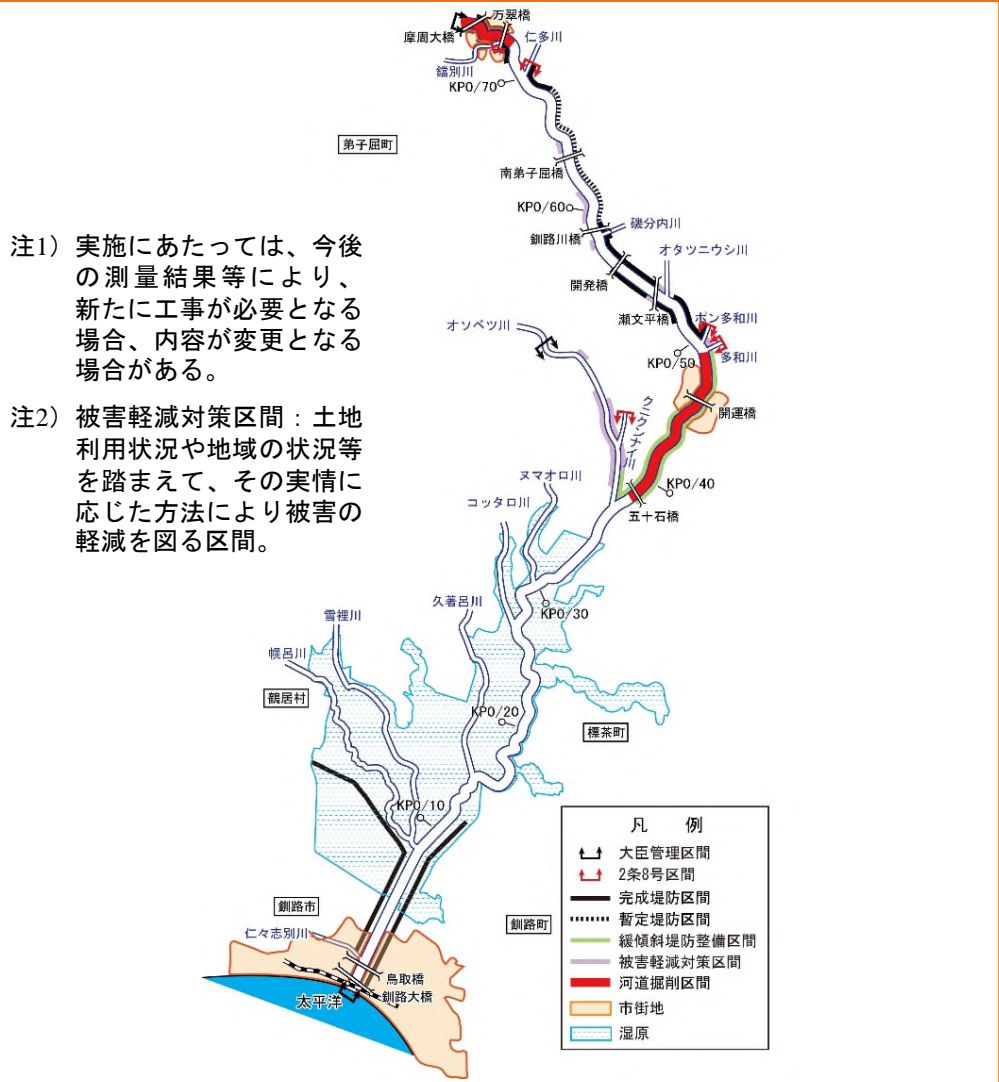 万翠橋
摩周大橋
仁多川
鐺別川
KP0/70
弟子屈町
南弟子屈橋
KP0/60
磯分内川
釧路川橋
オタツニウシ川
開発橋
瀬文平橋
ポン多和川
多和川
KP0/50
開運橋
オソベツ川
クニクンナイ川
KP0/40
五十石橋
ヌマオロ川
コッタロ川
KP0/30
久著呂川
雪裡川
幌呂川
鶴居村
KP0/20
標茶町
KP0/10
釧路市
釧路町
仁々志別川
鳥取橋
釧路大橋
太平洋
注1) 実施にあたっては、今後
の測量結果等により、
新たに工事が必要となる
場合、内容が変更となる
場合がある。
注2) 被害軽減対策区間：土地
利用状況や地域の状況等
を踏まえて、その実情に
応じた方法により被害の
軽減を図る区間。
凡 例
大臣管理区間
2条8号区間
完成堤防区間
暫定堤防区間
緩傾斜堤防整備区間
被害軽減対策区間
河道掘削区間
市街地
湿原